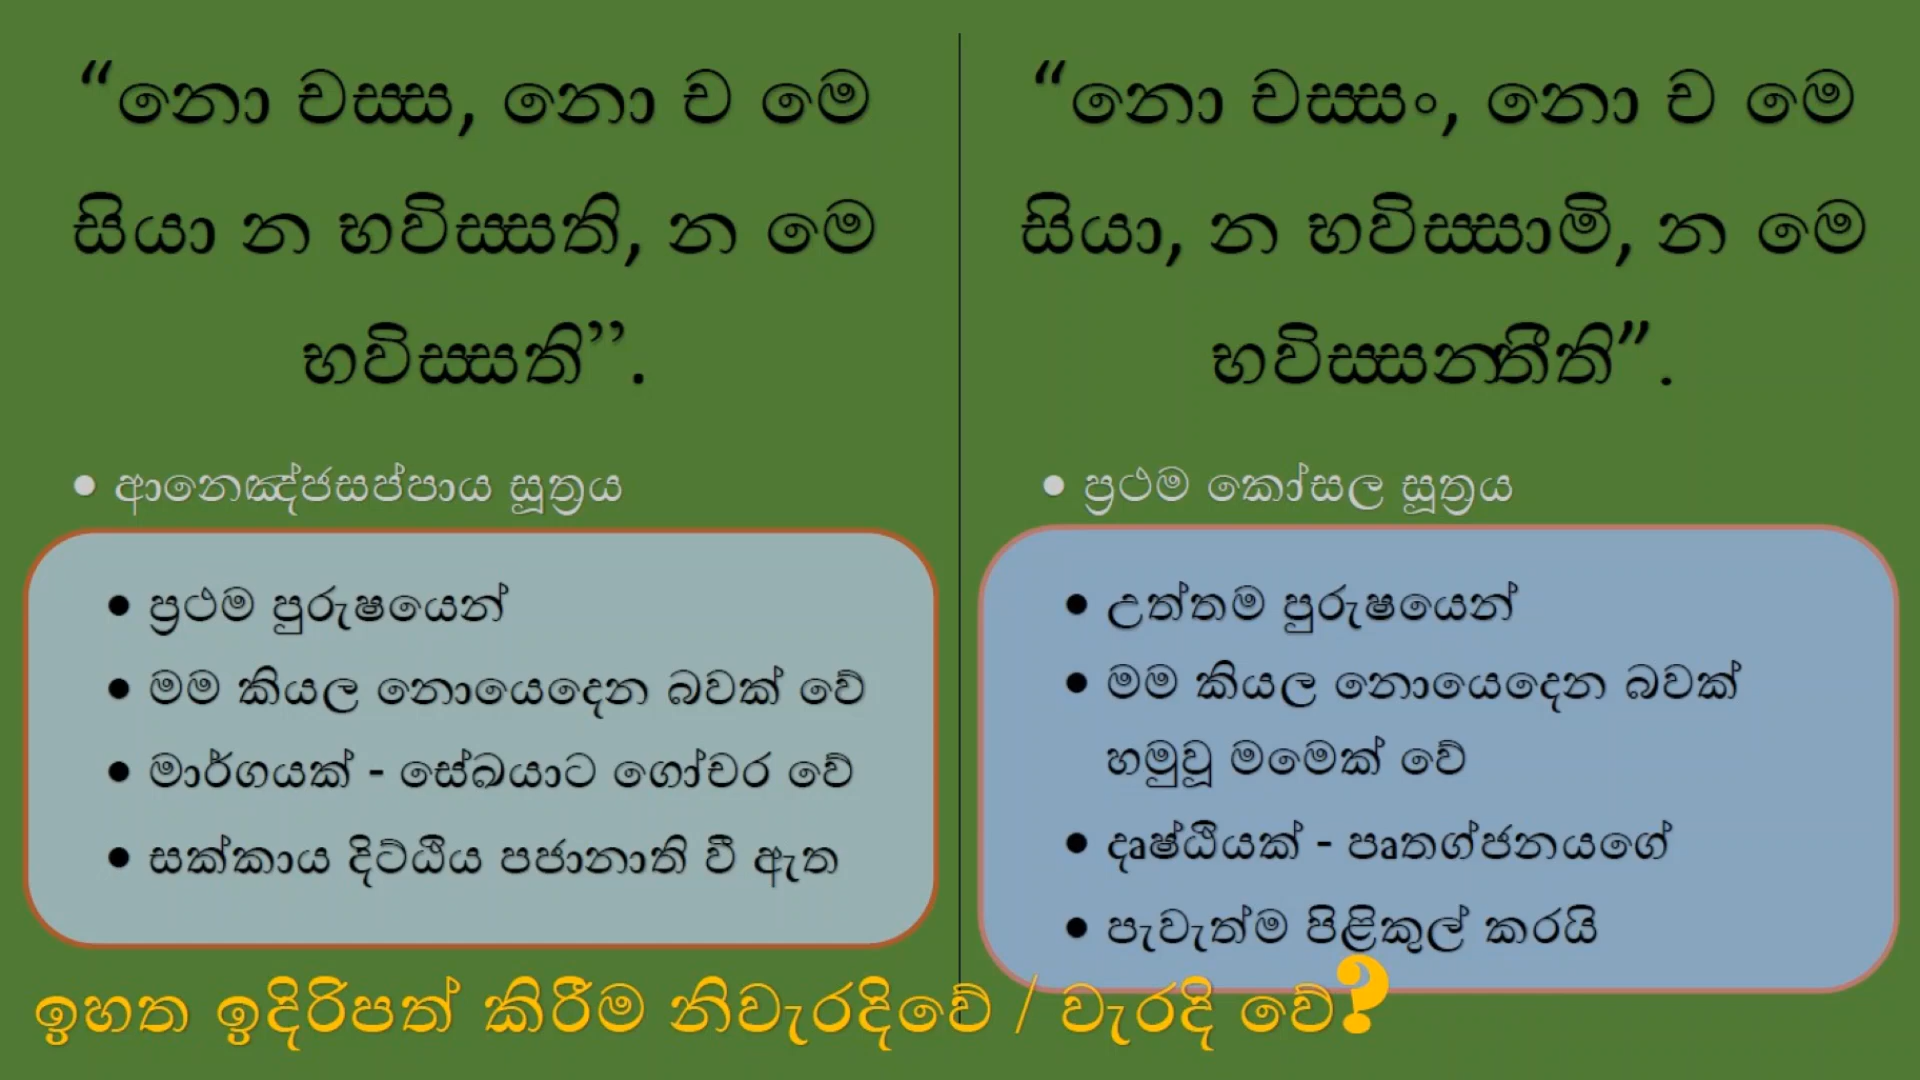 “නො චස්ස, නො ච මෙ
සියා න භවිස්සති, න මෙ
භවිස්සති’’.
• ආනෙඤ්ජසප්පාය සූත්‍රය
• ප්‍රථම පුරුෂයෙන්
• මම කියල නොයෙදෙන බවක් වේ
• මාර්ගයක් - සේඛයාට ගෝචර වේ
• සක්කාය දිට්ඨිය පජානාති වී ඇත
“නො චස්සං, නො ච මෙ
සියා, න භවිස්සාමි, න මෙ
භවිස්සන්තීති”.
• ප්‍රථම කෝසල සූත්‍රය
• උත්තම පුරුෂයෙන්
• මම කියල නොයෙදෙන බවක්
හමුවූ මමෙක් වේ
• දෘෂ්ඨියක් - පෘතග්ජනයගේ
• පැවැත්ම පිළිකුල් කරයි
ඉහත ඉදිරිපත් කිරීම නිවැරදිවේ / වැරදි වේ?